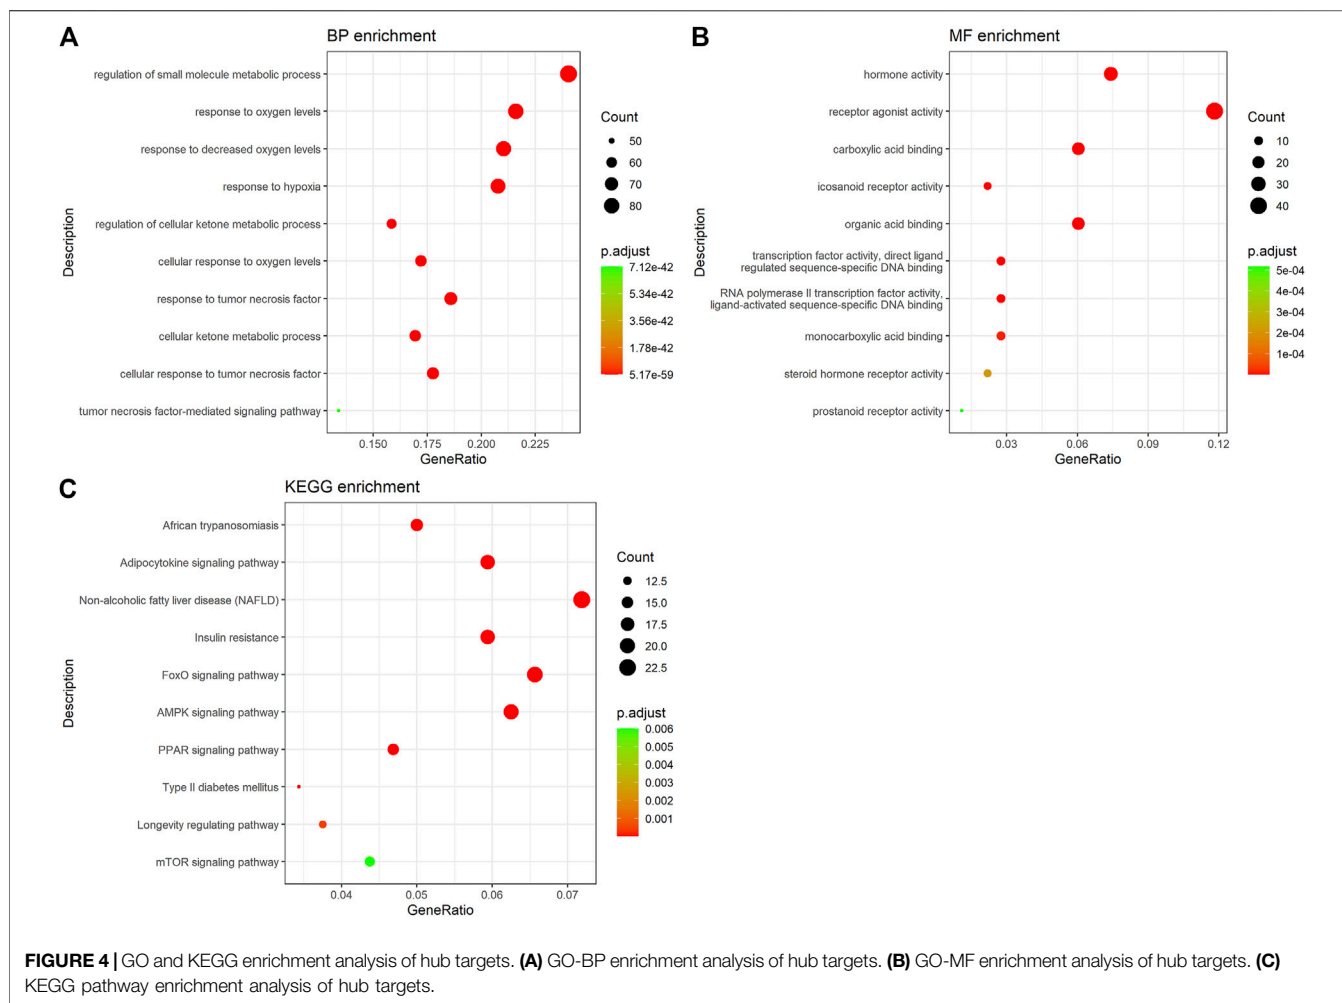 A
BP enrichment
regulation of small molecule metabolic process
response to oxygen levels
response to decreased oxygen levels
response to hypoxia
regulation of cellular ketone metabolic process
cellular response to oxygen levels
response to tumor necrosis factor
cellular ketone metabolic process
cellular response to tumor necrosis factor
tumor necrosis factor-mediated signaling pathway
Description
0.150 0.175 0.200 0.225
GeneRatio
Count
50
60
70
80
p.adjust
7.12e-42
5.34e-42
3.56e-42
1.78e-42
5.17e-59
B
MF enrichment
hormone activity
receptor agonist activity
carboxylic acid binding
icosanoid receptor activity
organic acid binding
transcription factor activity, direct ligand
regulated sequence-specific DNA binding
RNA polymerase II transcription factor activity,
ligand-activated sequence-specific DNA binding
monocarboxylic acid binding
steroid hormone receptor activity
prostanoid receptor activity
Description
0.03 0.06 0.09 0.12
GeneRatio
Count
10
20
30
40
p.adjust
5e-04
4e-04
3e-04
2e-04
1e-04
C
KEGG enrichment
African trypanosomiasis
Adipocytokine signaling pathway
Non-alcoholic fatty liver disease (NAFLD)
Insulin resistance
FoxO signaling pathway
AMPK signaling pathway
PPAR signaling pathway
Type II diabetes mellitus
Longevity regulating pathway
mTOR signaling pathway
Description
0.04 0.05 0.06 0.07
GeneRatio
Count
12.5
15.0
17.5
20.0
22.5
p.adjust
0.006
0.005
0.004
0.003
0.002
0.001
FIGURE 4 | GO and KEGG enrichment analysis of hub targets. (A) GO-BP enrichment analysis of hub targets. (B) GO-MF enrichment analysis of hub targets. (C)
KEGG pathway enrichment analysis of hub targets.